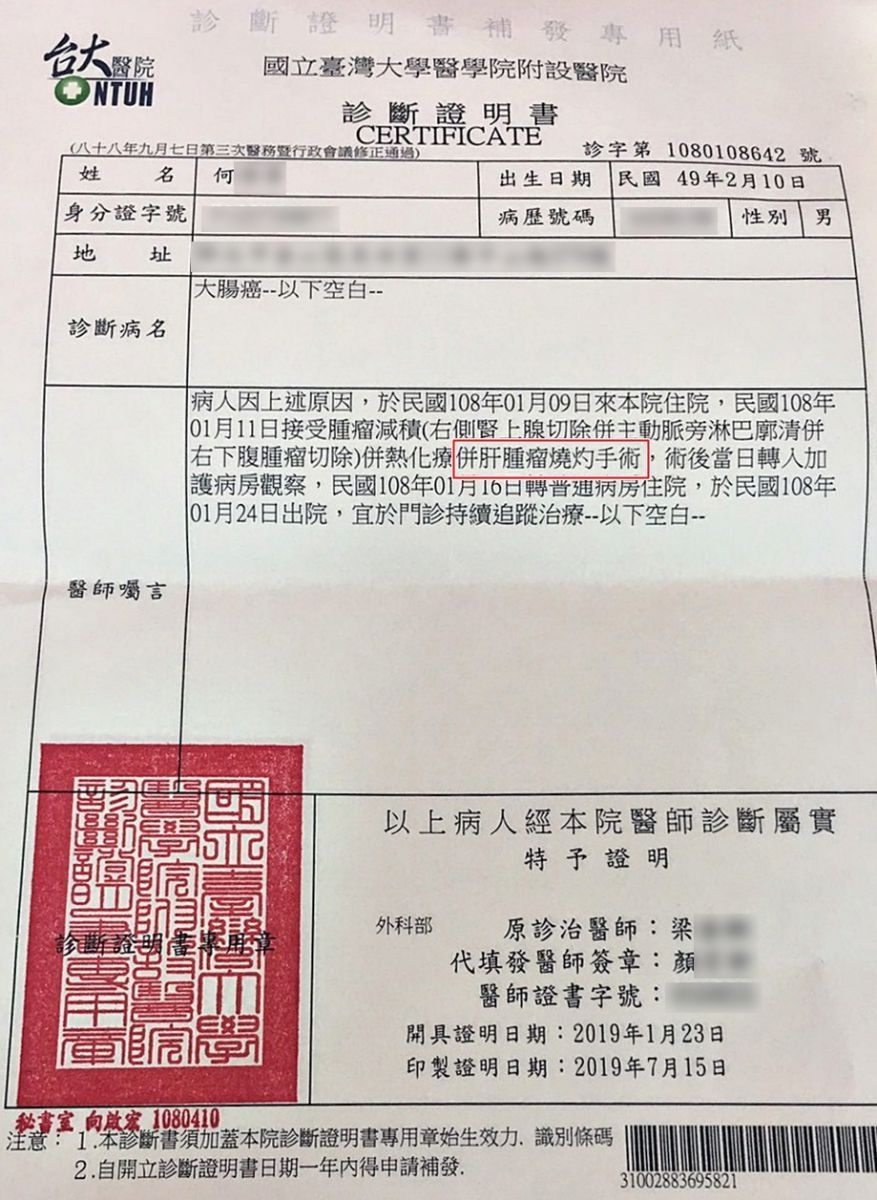 診斷證明書補發專用紙
台大醫院
NTUH
國立臺灣大學醫學院附設醫院
診斷證明書
CERTIFICATE
(八十八年九月七日第三次醫務暨行政會議修正通過)
診字第 1080108642 號
姓名 何
出生日期 民國 49年2月10日
身分證字號
病歷號碼
性別 男
地址
診斷病名
大腸癌--以下空白--
醫師囑言
病人因上述原因，於民國108年01月09日來本院住院，民國108年
01月11日接受腫瘤減積(右側腎上腺切除併主動脈旁淋巴廓清併
右下腹腫瘤切除)併熱化療併肝腫瘤燒灼手術，術後當日轉入加
護病房觀察，民國108年01月16日轉普通病房住院，於民國108年
01月24日出院，宜於門診持續追蹤治療--以下空白--
國立臺灣大學
醫學院附設醫院
診斷證明書專用章
診斷證明書專用章
以上病人經本院醫師診斷屬實
特予證明
外科部
原診治醫師：梁
代填發醫師簽章：顏
醫師證書字號：
開具證明日期：2019年1月23日
印製證明日期：2019年7月15日
秘書室 向啟宏 1080410
注意：1.本診斷書須加蓋本院診斷證明書專用章始生效力. 識別條碼
2.自開立診斷證明書日期一年內得申請補發.
31002883695821